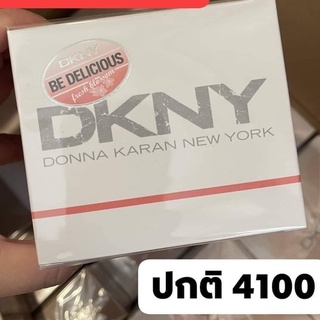 DKNY
BE DELICIOUS
fresh blossom
DKNY
DONNA KARAN NEW YORK
ปกติ 4100